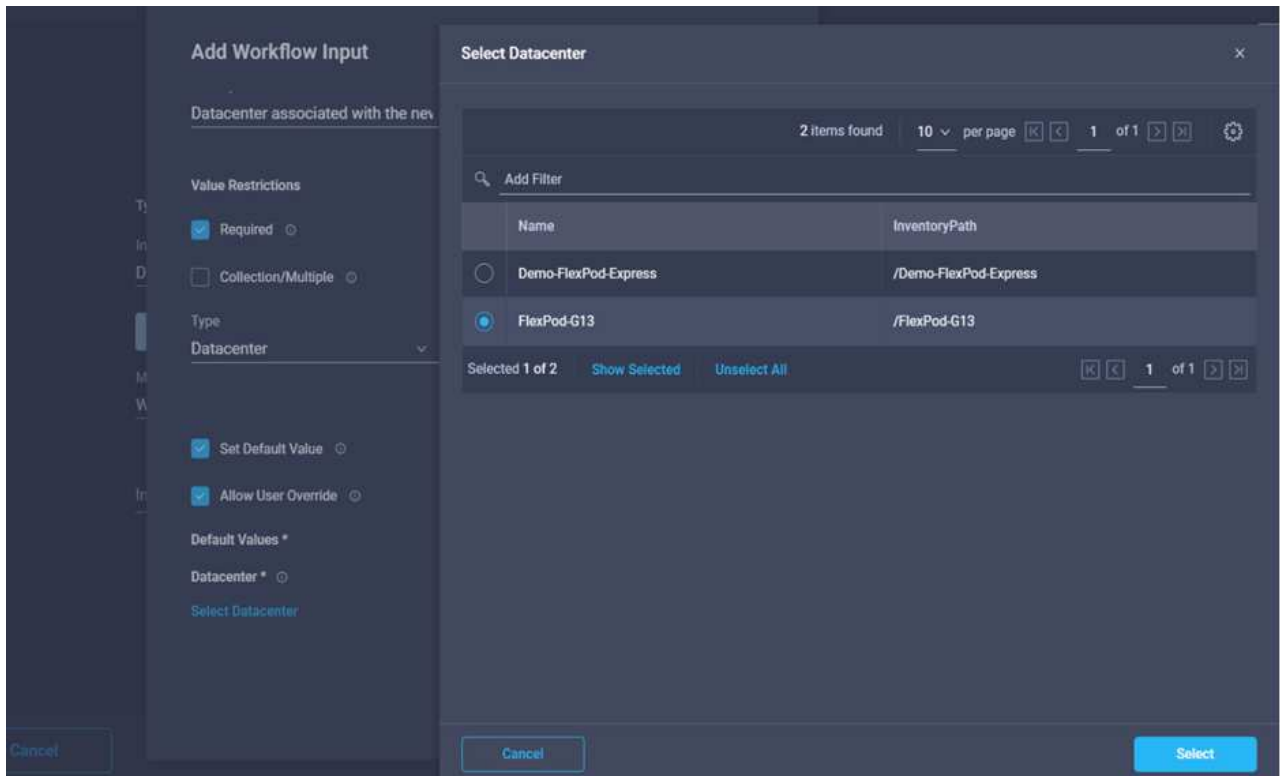 Add Workflow Input
Datacenter associated with the nev
Value Restrictions
Required
Collection/Multiple
Type
Datacenter
Set Default Value
Allow User Override
Default Values *
Datacenter *
Select Datacenter
Cancel
Select Datacenter
2 items found 10 per page 1 of 1
Add Filter
Name InventoryPath
Demo-FlexPod-Express /Demo-FlexPod-Express
FlexPod-G13 /FlexPod-G13
Selected 1 of 2 Show Selected Unselect All 1 of 1
Cancel Select